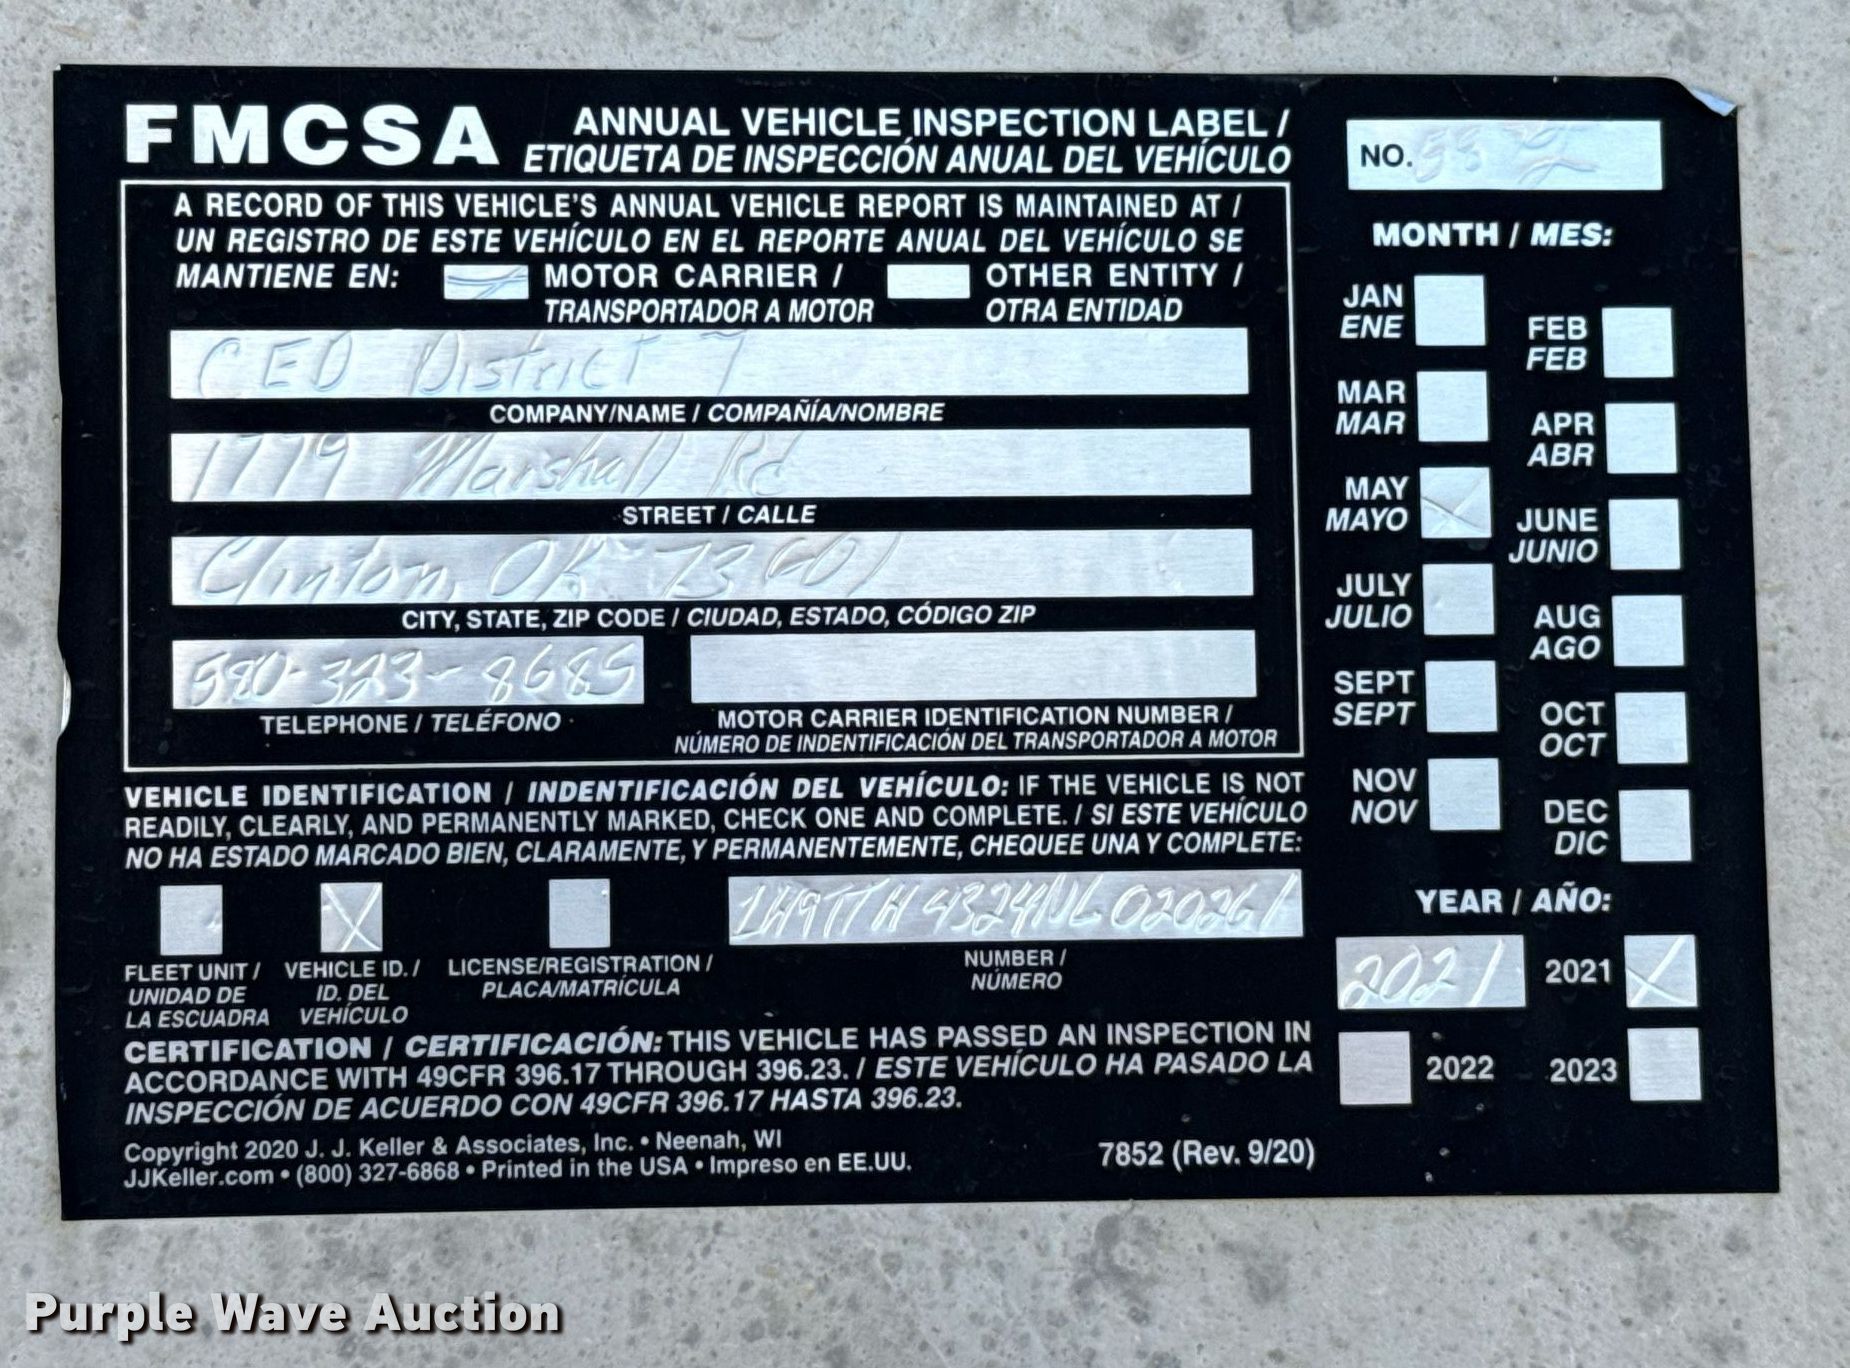 FMCSA
ANNUAL VEHICLE INSPECTION LABEL /
ETIQUETA DE INSPECCIÓN ANUAL DEL VEHÍCULO
A RECORD OF THIS VEHICLE'S ANNUAL VEHICLE REPORT IS MAINTAINED AT /
UN REGISTRO DE ESTE VEHÍCULO EN EL REPORTE ANUAL DEL VEHÍCULO SE
MANTIENE EN: MOTOR CARRIER / OTHER ENTITY /
TRANSPORTADOR A MOTOR OTRA ENTIDAD
CED District 7
COMPANY/NAME / COMPAÑÍA/NOMBRE
1779 Marshall Rd
STREET / CALLE
Clinton, OK 73601
CITY, STATE, ZIP CODE / CIUDAD, ESTADO, CÓDIGO ZIP
580-323-8685
TELEPHONE / TELÉFONO
MOTOR CARRIER IDENTIFICATION NUMBER /
NÚMERO DE INDENTIFICACIÓN DEL TRANSPORTADOR A MOTOR
VEHICLE IDENTIFICATION / INDENTIFICACIÓN DEL VEHÍCULO: IF THE VEHICLE IS NOT
READILY, CLEARLY, AND PERMANENTLY MARKED, CHECK ONE AND COMPLETE. / SI ESTE VEHÍCULO
NO HA ESTADO MARCADO BIEN, CLARAMENTE, Y PERMANENTEMENTE, CHEQUEE UNA Y COMPLETE:
X 1H9TTH4324NL020261
FLEET UNIT / VEHICLE ID. / LICENSE/REGISTRATION / NUMBER /
UNIDAD DE ID. DEL PLACA/MATRÍCULA NÚMERO
LA ESCUADRA VEHÍCULO
CERTIFICATION / CERTIFICACIÓN: THIS VEHICLE HAS PASSED AN INSPECTION IN
ACCORDANCE WITH 49CFR 396.17 THROUGH 396.23. / ESTE VEHÍCULO HA PASADO LA
INSPECCIÓN DE ACUERDO CON 49CFR 396.17 HASTA 396.23.
Copyright 2020 J. J. Keller & Associates, Inc. • Neenah, WI
JJKeller.com • (800) 327-6868 • Printed in the USA • Impreso en EE.UU.
7852 (Rev. 9/20)
NO.
MONTH / MES:
JAN
ENE
FEB
FEB
MAR
MAR
APR
ABR
MAY X
MAYO
JUNE
JUNIO
JULY
JULIO
AUG
AGO
SEPT
SEPT
OCT
OCT
NOV
NOV
DEC
DIC
YEAR / AÑO:
2021 2021 X
2022 2023
Purple Wave Auction